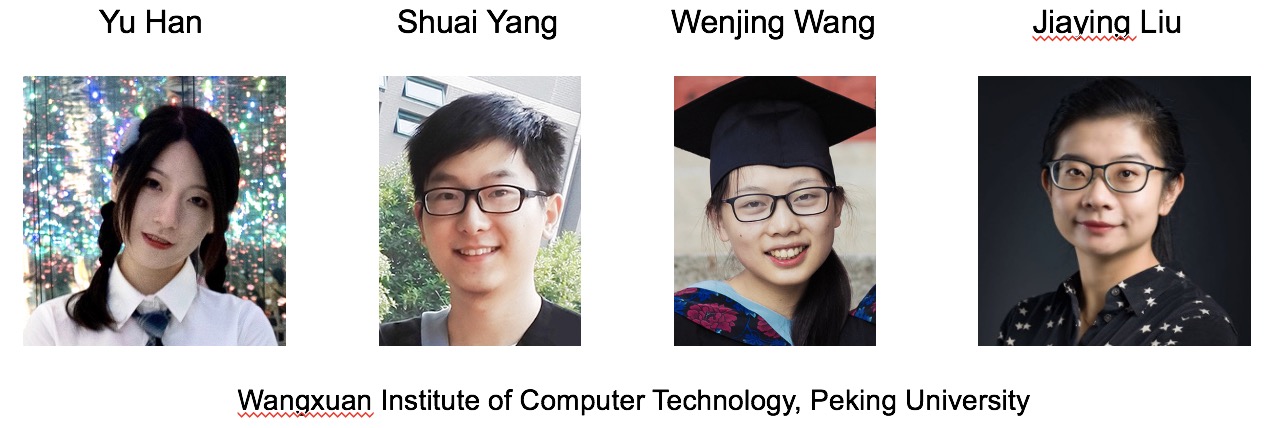 Yu Han
Shuai Yang
Wenjing Wang
Jiaying Liu
Wangxuan Institute of Computer Technology, Peking University